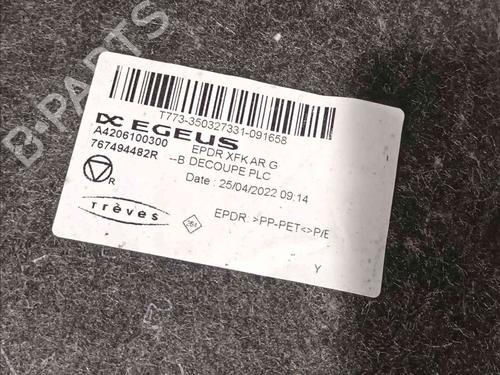 B-PARTS
T773-350327331-091658
EGEUS
A4206100300
EPDR XFK AR G
767494482R
--B DECOUPE PLC
Date : 25/04/2022 09:14
R
Trèves
EPDR : >PP-PET<>P/E
Y